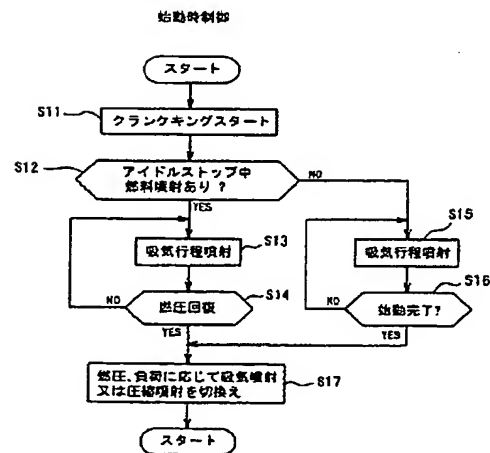 始動時制御
スタート
S11
クランケキングスタート
S12
アイドルストップ中
燃料噴射あり？
NO
YES
吸気行程噴射
S13
吸気行程噴射
S15
NO
燃圧回復
S14
YES
NO
始動完了？
S16
YES
燃圧、負荷に応じて吸気噴射
又は圧縮噴射を切換え
S17
スタート